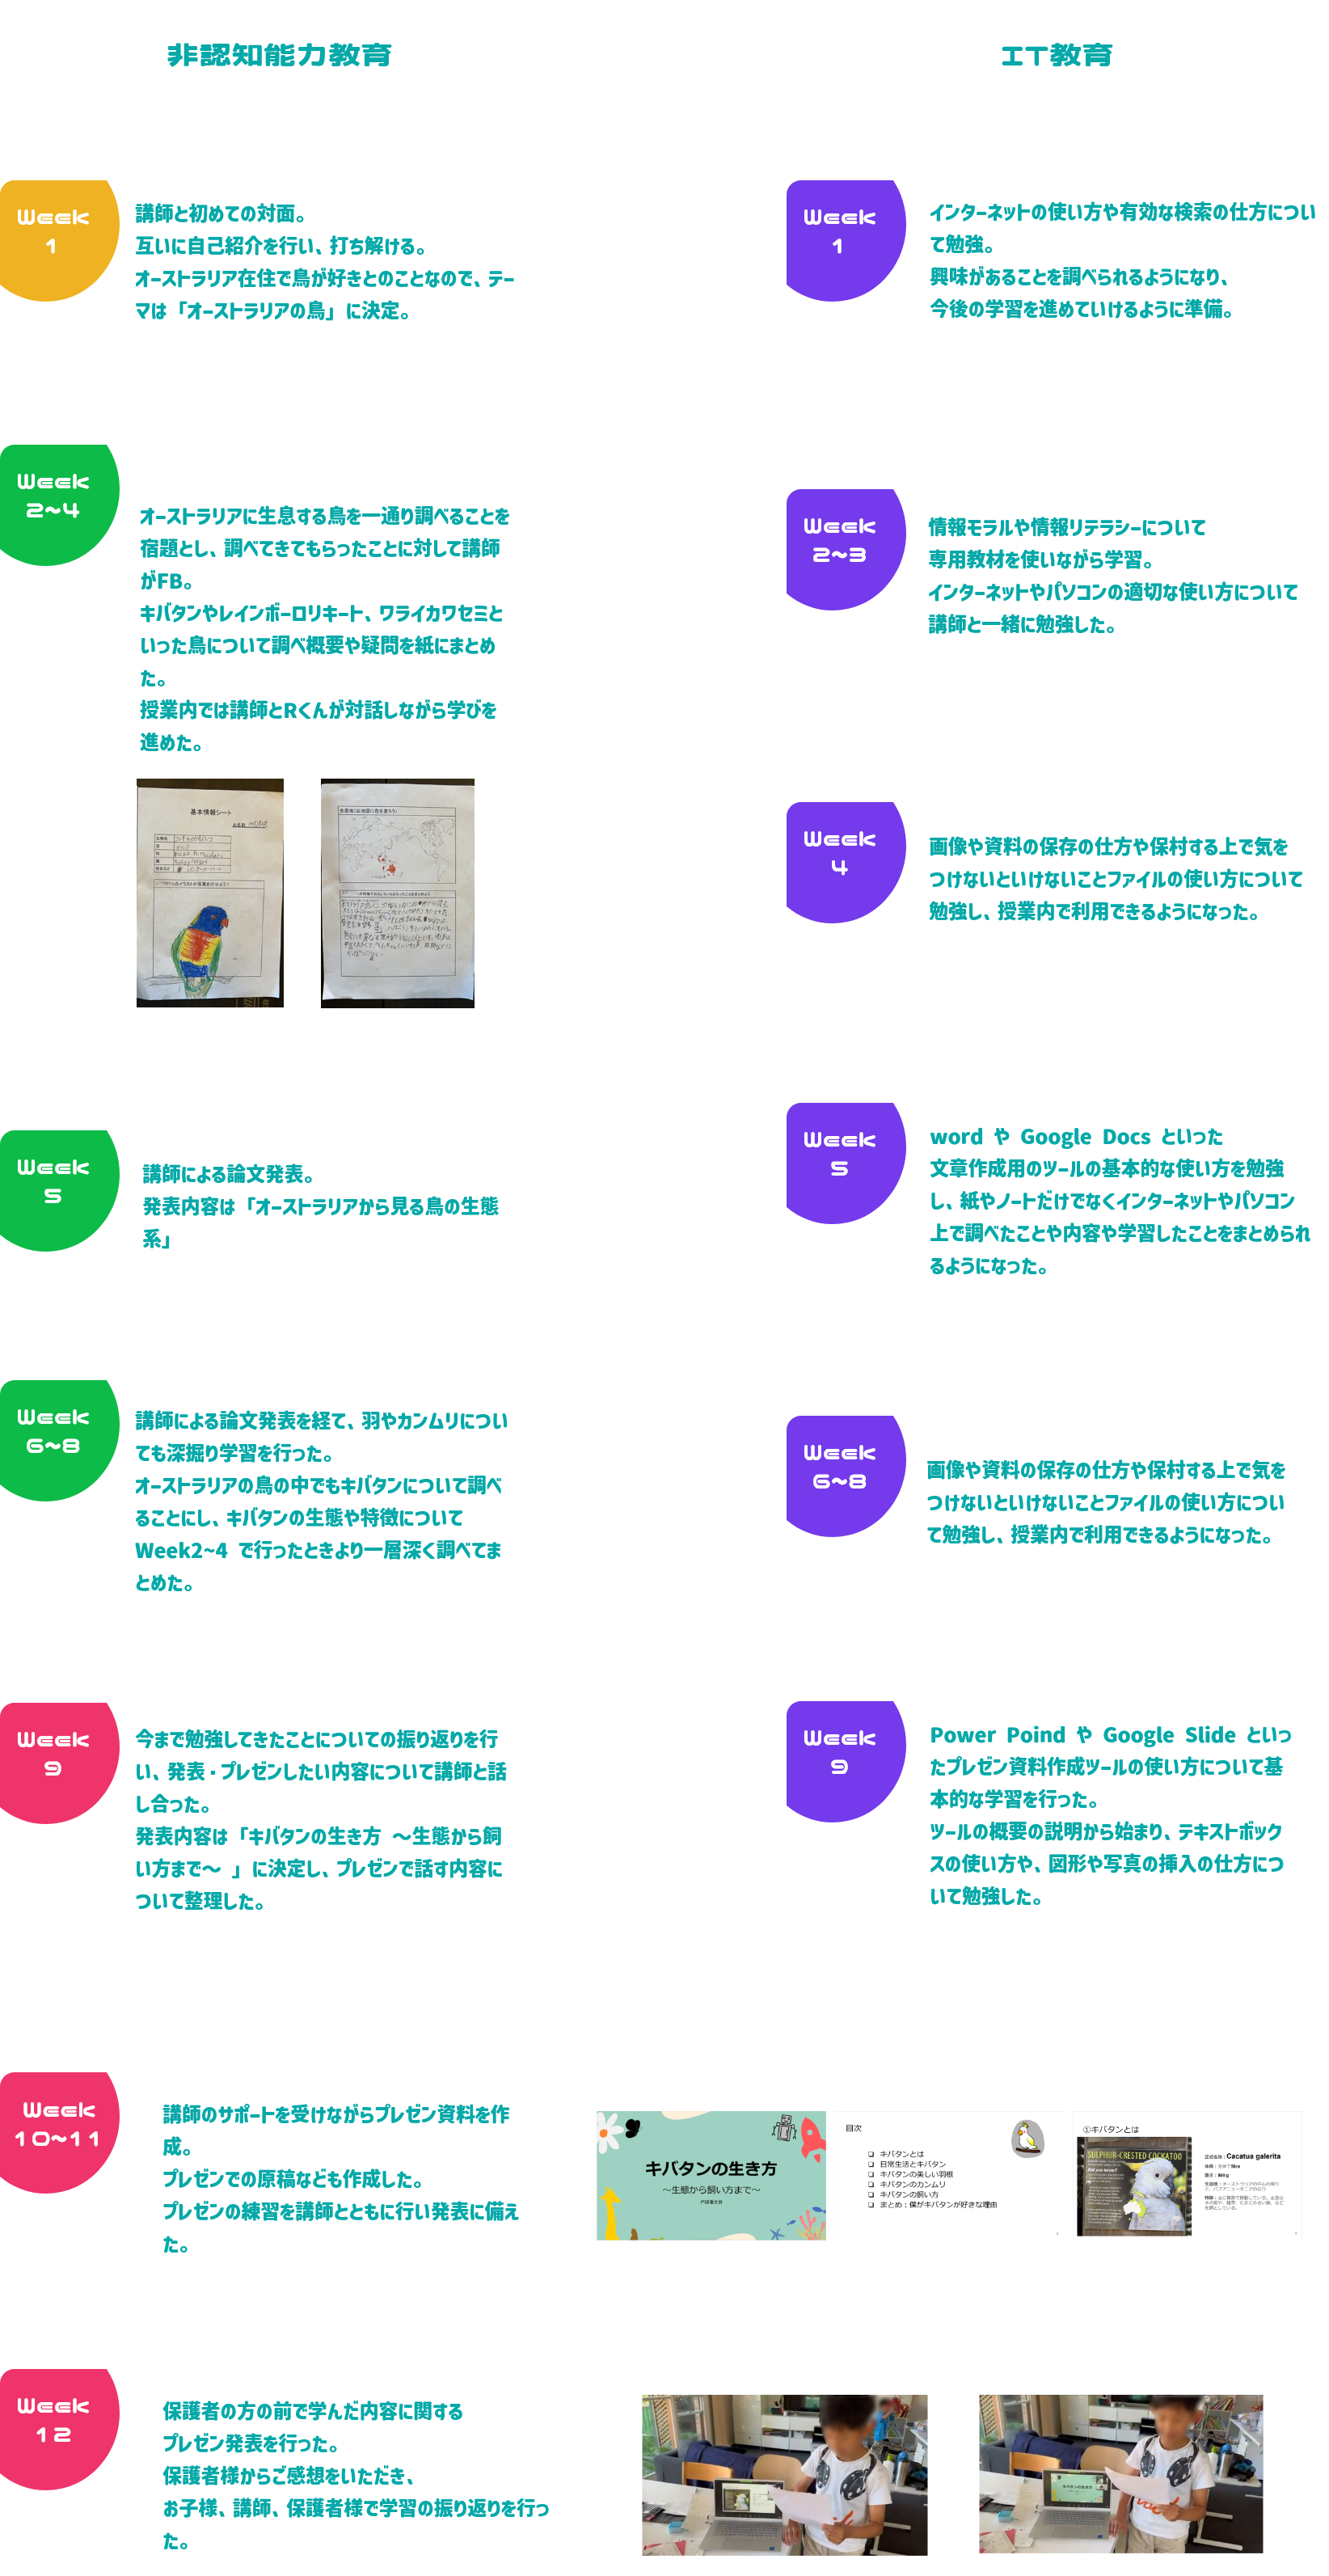 非認知能力教育
IT教育
Week
1
講師と初めての対面。
互いに自己紹介を行い、打ち解ける。
オーストラリア在住で鳥が好きとのことなので、テー
マは「オーストラリアの鳥」に決定。
Week
1
インターネットの使い方や有効な検索の仕方につい
て勉強。
興味があることを調べられるようになり、
今後の学習を進めていけるように準備。
Week
2~4
オーストラリアに生息する鳥を一通り調べることを
宿題とし、調べてきてもらったことに対して講師
がFB。
キバタンやレインボーロリキート、ワライカワセミと
いった鳥について調べ概要や疑問を紙にまとめ
た。
授業内では講師とRくんが対話しながら学びを
進めた。
基本情報シート
Week
2~3
情報モラルや情報リテラシーについて
専用教材を使いながら学習。
インターネットやパソコンの適切な使い方について
講師と一緒に勉強した。
Week
4
画像や資料の保存の仕方や保村する上で気を
つけないといけないことファイルの使い方について
勉強し、授業内で利用できるようになった。
Week
5
講師による論文発表。
発表内容は「オーストラリアから見る鳥の生態
系」
Week
5
word や Google Docs といった
文章作成用のツールの基本的な使い方を勉強
し、紙やノートだけでなくインターネットやパソコン
上で調べたことや内容や学習したことをまとめられ
るようになった。
Week
6~8
講師による論文発表を経て、羽やカンムリについ
ても深掘り学習を行った。
オーストラリアの鳥の中でもキバタンについて調べ
ることにし、キバタンの生態や特徴について
Week2~4 で行ったときより一層深く調べてま
とめた。
Week
6~8
画像や資料の保存の仕方や保村する上で気を
つけないといけないことファイルの使い方につい
て勉強し、授業内で利用できるようになった。
Week
9
今まで勉強してきたことについての振り返りを行
い、発表・プレゼンしたい内容について講師と話
し合った。
発表内容は「キバタンの生き方 ～生態から飼
い方まで～ 」に決定し、プレゼンで話す内容に
ついて整理した。
Week
9
Power Poind や Google Slide といっ
たプレゼン資料作成ツールの使い方について基
本的な学習を行った。
ツールの概要の説明から始まり、テキストボック
スの使い方や、図形や写真の挿入の仕方につ
いて勉強した。
Week
10~11
講師のサポートを受けながらプレゼン資料を作
成。
プレゼンでの原稿なども作成した。
プレゼンの練習を講師とともに行い発表に備え
た。
キバタンの生き方
～生態から飼い方まで～
目次
キバタンとは
日常生活とキバタン
キバタンの美しい羽根
キバタンのカンムリ
キバタンの飼い方
まとめ：僕がキバタンが好きな理由
①キバタンとは
SULPHUR-CRESTED COCKATOO
Did you know?
Cacatua galerita
Week
12
保護者の方の前で学んだ内容に関する
プレゼン発表を行った。
保護者様からご感想をいただき、
お子様、講師、保護者様で学習の振り返りを行っ
た。
キバタンの生き方